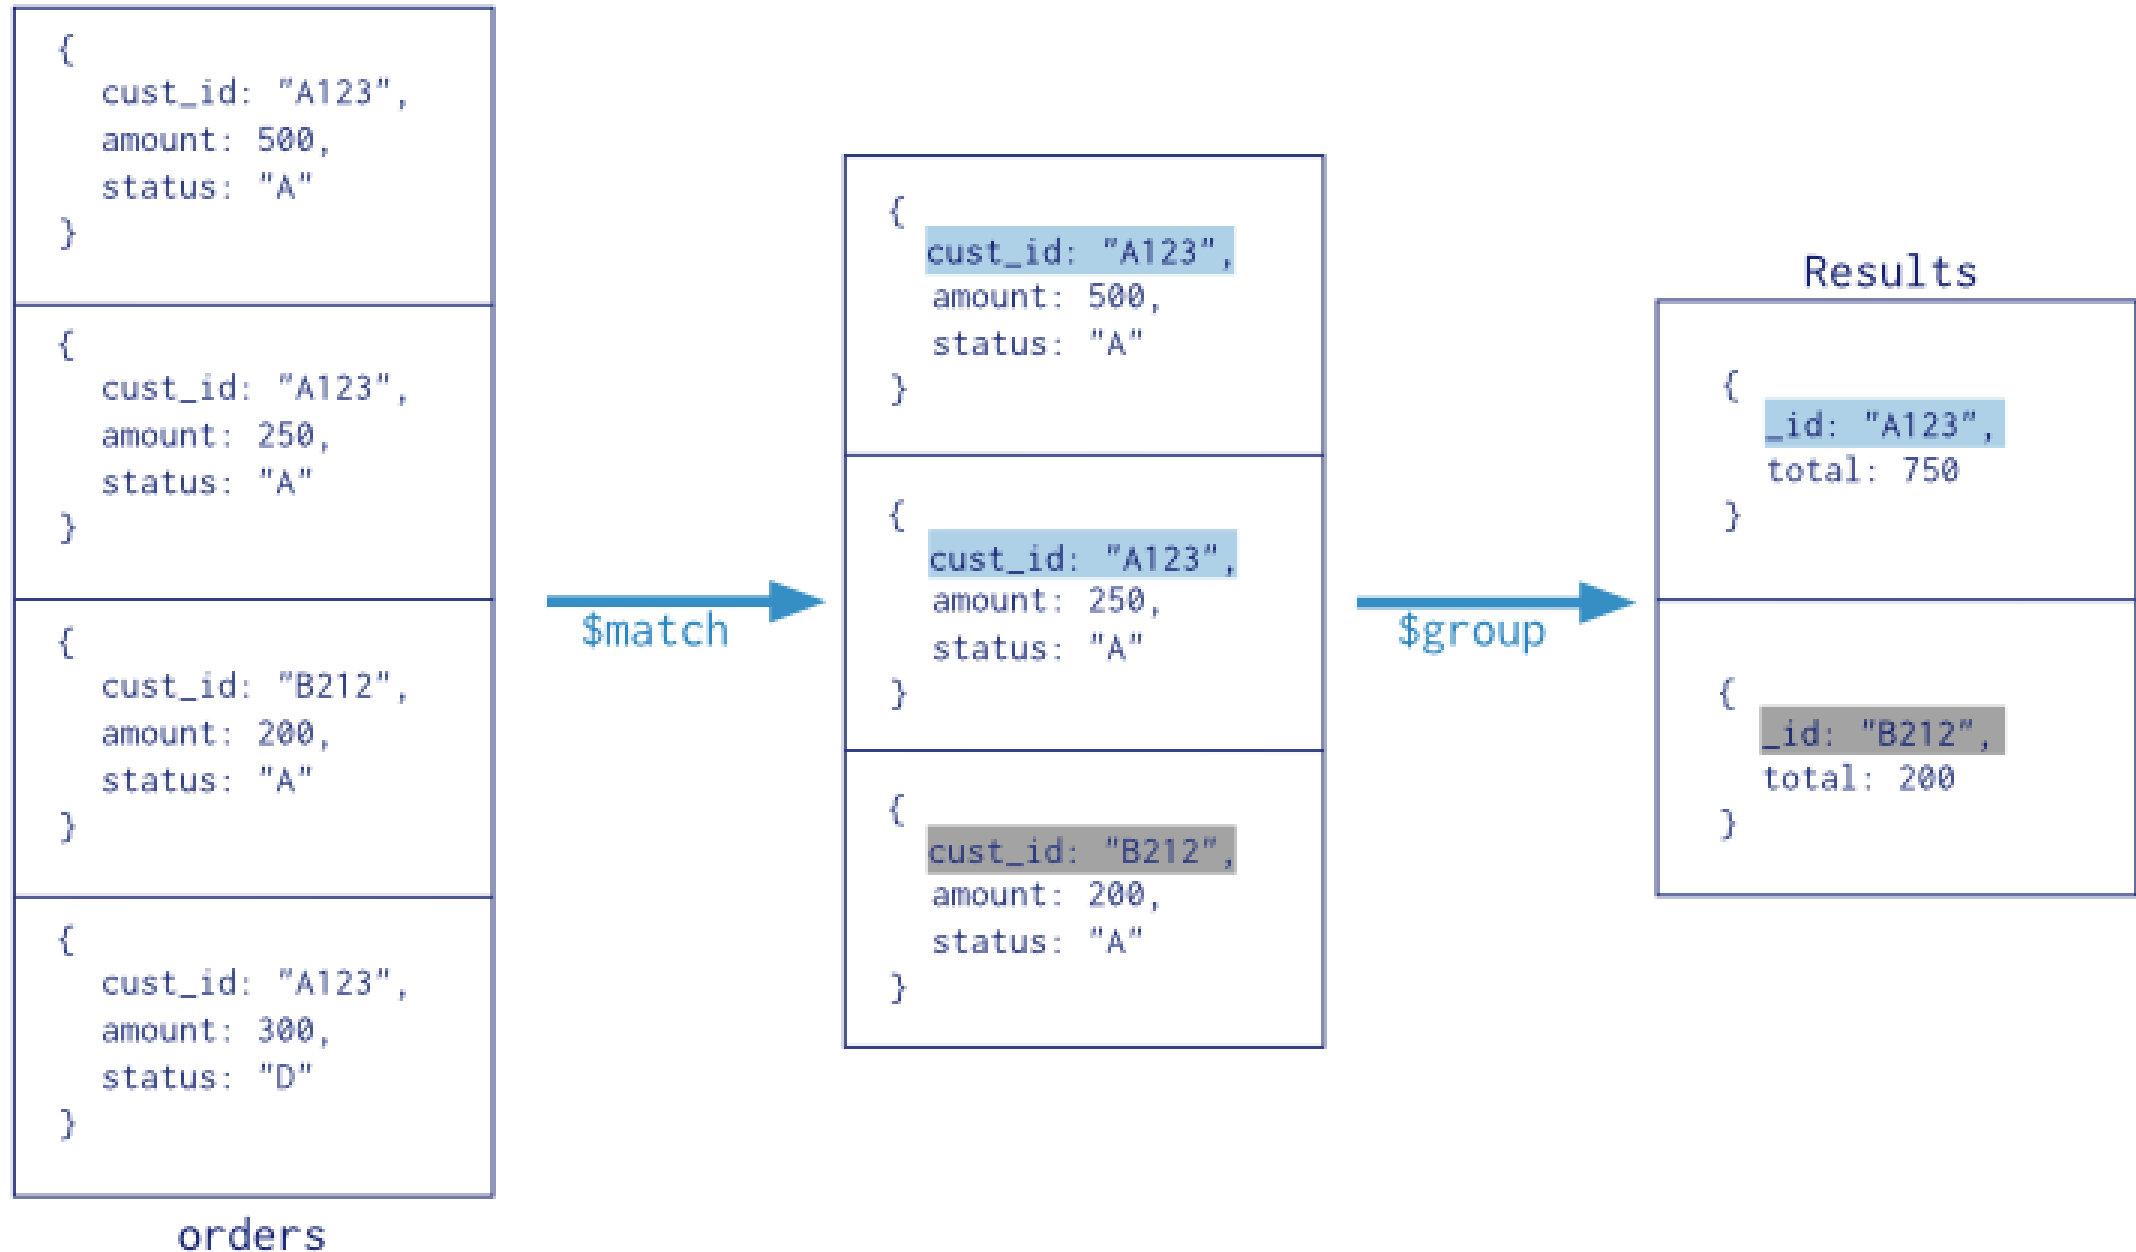 {
cust_id: "A123",
amount: 500,
status: "A"
}
{
cust_id: "A123",
amount: 250,
status: "A"
}
{
cust_id: "B212",
amount: 200,
status: "A"
}
{
cust_id: "A123",
amount: 300,
status: "D"
}
orders
$match
{
cust_id: "A123",
amount: 500,
status: "A"
}
{
cust_id: "A123",
amount: 250,
status: "A"
}
{
cust_id: "B212",
amount: 200,
status: "A"
}
$group
Results
{
_id: "A123",
total: 750
}
{
_id: "B212",
total: 200
}